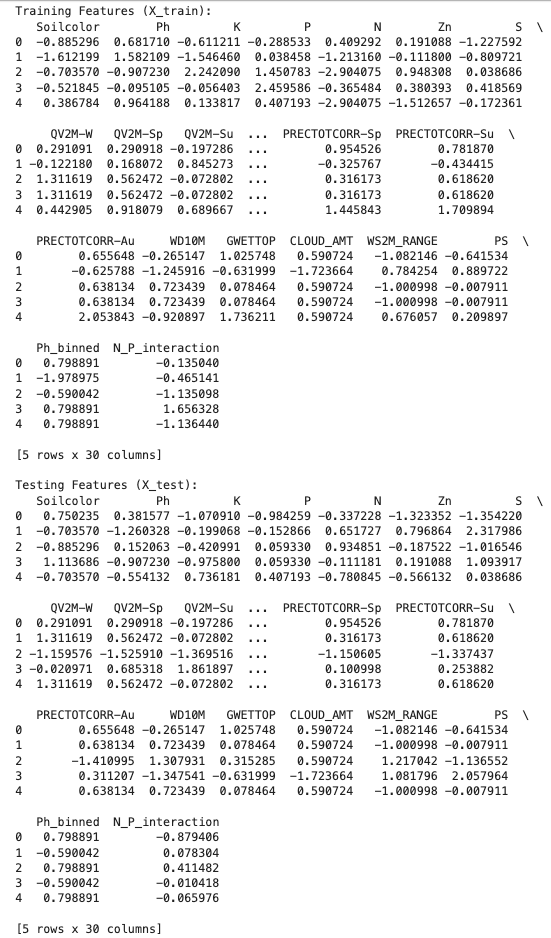 Training Features (X_train):
   Soilcolor        Ph         K         P         N        Zn         S  \
0  -0.885296  0.681710 -0.611211 -0.288533  0.409292  0.191088 -1.227592
1  -1.612199  1.582109 -1.546460  0.038458 -1.213160 -0.111800 -0.809721
2  -0.703570 -0.907230  2.242090  1.450783 -2.904075  0.948308  0.038686
3  -0.521845 -0.095105 -0.056403  2.459586 -0.365484  0.380393  0.418569
4   0.386784  0.964188  0.133817  0.407193 -2.904075 -1.512657 -0.172361
     QV2M-W   QV2M-Sp   QV2M-Su  ...  PRECTOTCORR-Sp  PRECTOTCORR-Su  \
0  0.291091  0.290918 -0.197286  ...        0.954526        0.781870
1 -0.122180  0.168072  0.845273  ...       -0.325767       -0.434415
2  1.311619  0.562472 -0.072802  ...        0.316173        0.618620
3  1.311619  0.562472 -0.072802  ...        0.316173        0.618620
4  0.442905  0.918079  0.689667  ...        1.445843        1.709894
   PRECTOTCORR-Au     WD10M   GWETTOP  CLOUD_AMT  WS2M_RANGE        PS  \
0        0.655648 -0.265147  1.025748   0.590724   -1.082146 -0.641534
1       -0.625788 -1.245916 -0.631999  -1.723664    0.784254  0.889722
2        0.638134  0.723439  0.078464   0.590724   -1.000998 -0.007911
3        0.638134  0.723439  0.078464   0.590724   -1.000998 -0.007911
4        2.053843 -0.920897  1.736211   0.590724    0.676057  0.209897
   Ph_binned  N_P_interaction
0   0.798891        -0.135040
1  -1.978975        -0.465141
2  -0.590042        -1.135098
3   0.798891         1.656328
4   0.798891        -1.136440
[5 rows x 30 columns]
Testing Features (X_test):
   Soilcolor        Ph         K         P         N        Zn         S  \
0   0.750235  0.381577 -1.070910 -0.984259 -0.337228 -1.323352 -1.354220
1  -0.703570 -1.260328 -0.199068 -0.152866  0.651727  0.796864  2.317986
2  -0.885296  0.152063 -0.420991  0.059330  0.934851 -0.187522 -1.016546
3   1.113686 -0.907230 -0.975800  0.059330 -0.111181  0.191088  1.093917
4  -0.703570 -0.554132  0.736181  0.407193 -0.780845 -0.566132  0.038686
     QV2M-W   QV2M-Sp   QV2M-Su  ...  PRECTOTCORR-Sp  PRECTOTCORR-Su  \
0  0.291091  0.290918 -0.197286  ...        0.954526        0.781870
1  1.311619  0.562472 -0.072802  ...        0.316173        0.618620
2 -1.159576 -1.525910 -1.369516  ...       -1.150605       -1.337437
3 -0.020971  0.685318  1.861897  ...        0.100998        0.253882
4  1.311619  0.562472 -0.072802  ...        0.316173        0.618620
   PRECTOTCORR-Au     WD10M   GWETTOP  CLOUD_AMT  WS2M_RANGE        PS  \
0        0.655648 -0.265147  1.025748   0.590724   -1.082146 -0.641534
1        0.638134  0.723439  0.078464   0.590724   -1.000998 -0.007911
2       -1.410995  1.307931  0.315285   0.590724    1.217042 -1.136552
3        0.311207 -1.347541 -0.631999  -1.723664    1.081796  2.057964
4        0.638134  0.723439  0.078464   0.590724   -1.000998 -0.007911
   Ph_binned  N_P_interaction
0   0.798891        -0.879406
1  -0.590042         0.078304
2   0.798891         0.411482
3  -0.590042        -0.010418
4   0.798891        -0.065976
[5 rows x 30 columns]